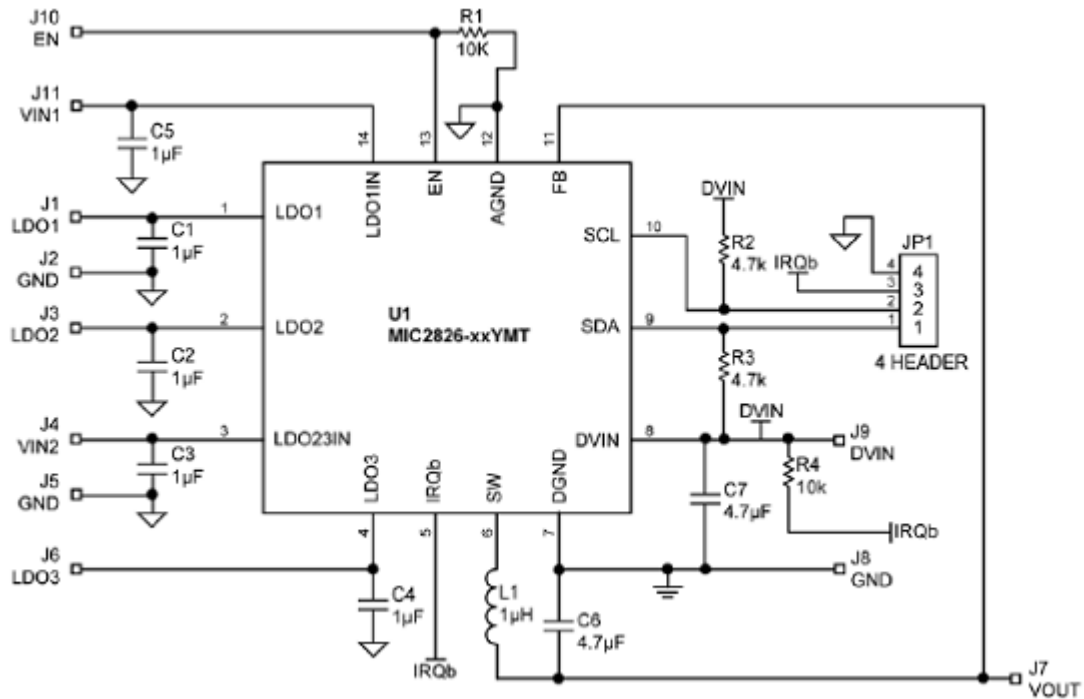 J10
EN
R1
10K
J11
VIN1
C5
1µF
14
13
12
11
LDO1IN
EN
AGND
FB
J1
LDO1
1
LDO1
C1
1µF
J2
GND
SCL
10
DVIN
R2
4.7k
JP1
IRQb
4
4
3
3
2
2
1
1
4 HEADER
J3
LDO2
2
LDO2
C2
1µF
U1
MIC2826-xxYMT
SDA
9
R3
4.7k
J4
VIN2
3
LDO23IN
C3
1µF
J5
GND
DVIN
8
DVIN
J9
DVIN
R4
10k
C7
4.7µF
IRQb
LDO3
IRQb
SW
DGND
4
5
6
7
J6
LDO3
C4
1µF
IRQb
L1
1µH
C6
4.7µF
J8
GND
J7
VOUT